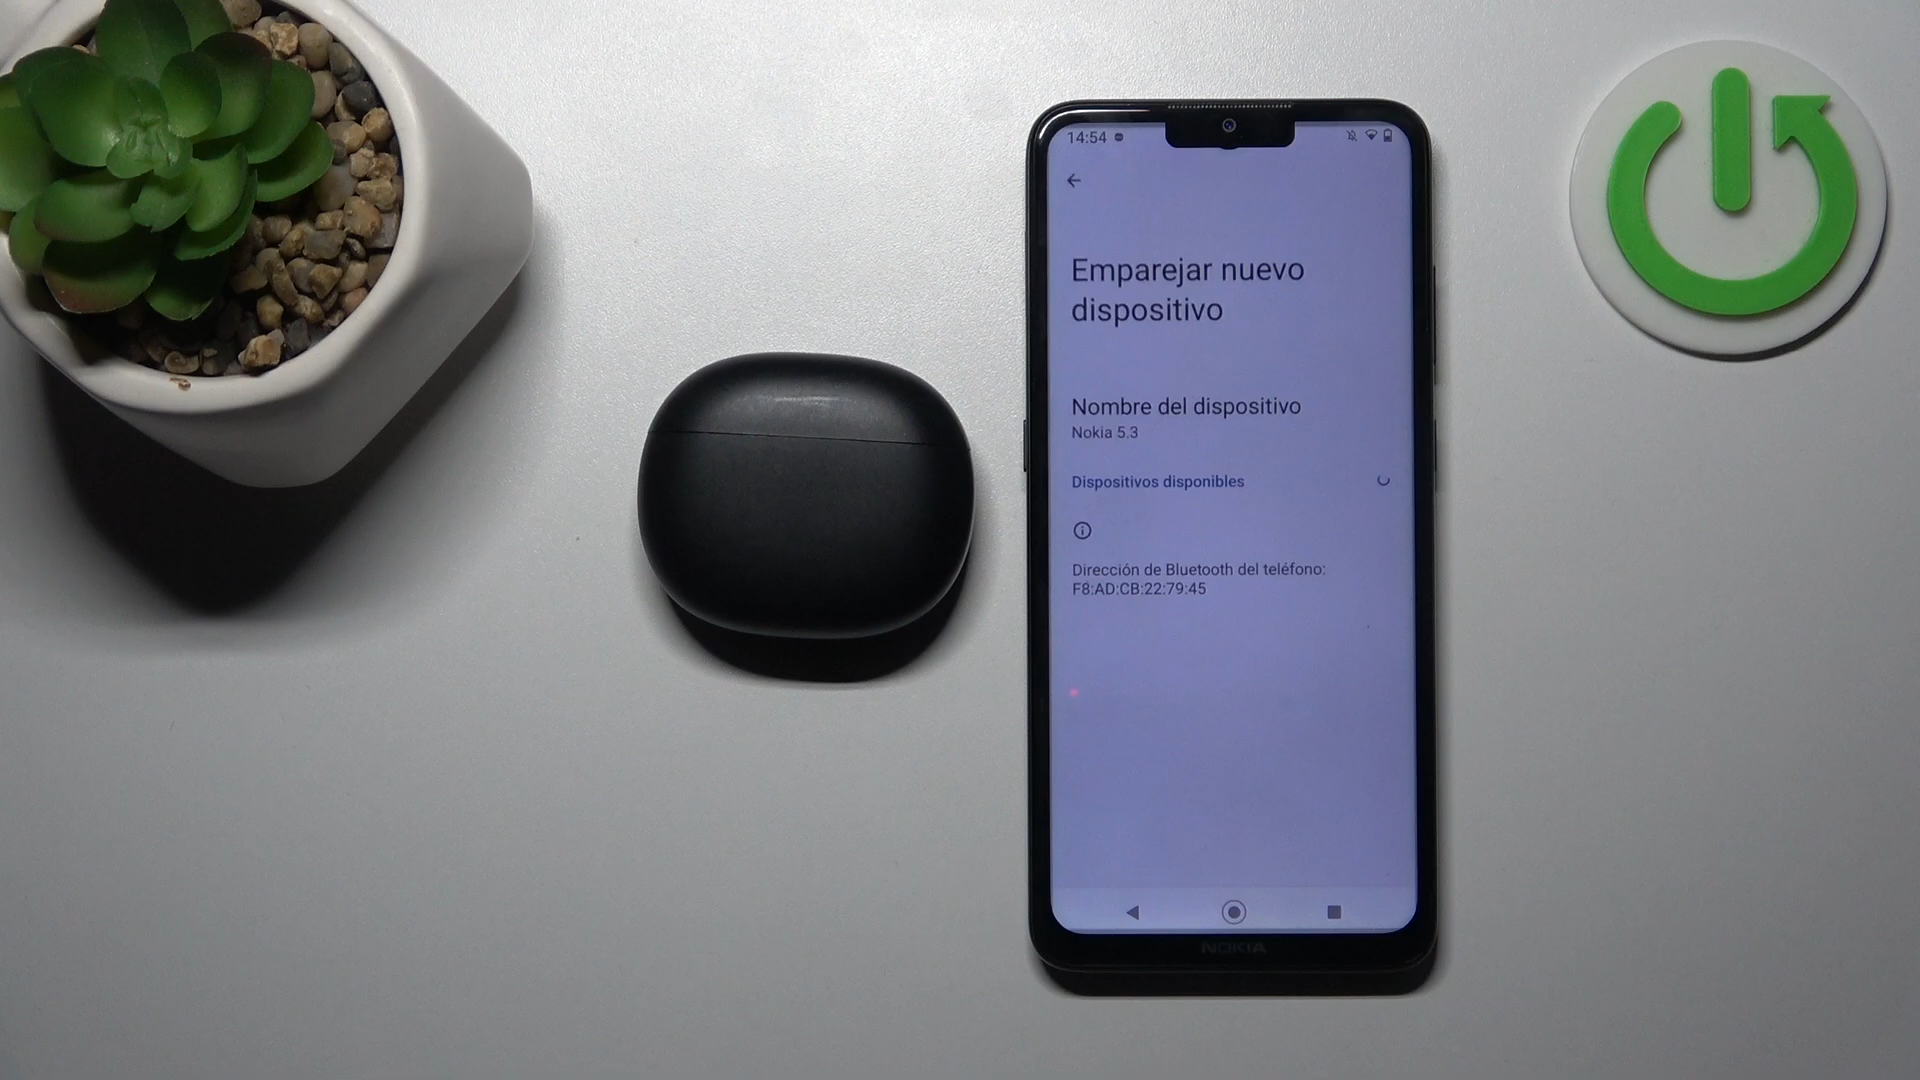 14:54
Emparejar nuevo
dispositivo
Nombre del dispositivo
Nokia 5.3
Dispositivos disponibles
Dirección de Bluetooth del teléfono:
F8:AD:CB:22:79:45
NOKIA